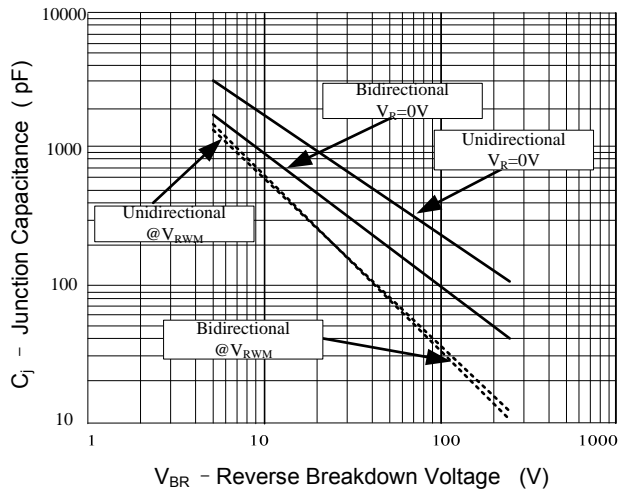 10000
1000
100
10
1
10
100
1000
C_j – Junction Capacitance ( pF)
V_BR – Reverse Breakdown Voltage (V)
Bidirectional
V_R=0V
Unidirectional
V_R=0V
Unidirectional
@V_RWM
Bidirectional
@V_RWM